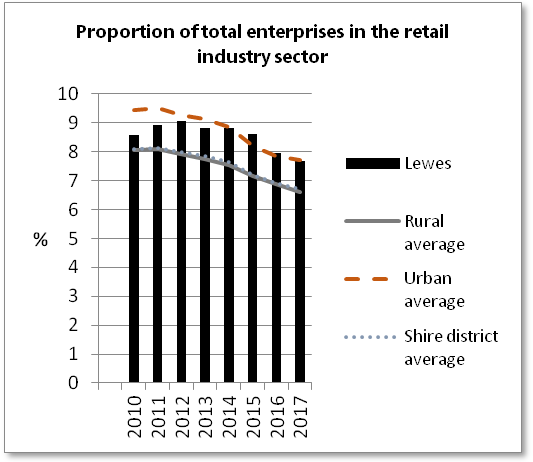 Proportion of total enterprises in the retail
industry sector
10
9
8
7
6
5
4
3
2
1
0
%
2010
2011
2012
2013
2014
2015
2016
2017
Lewes
Rural
average
Urban
average
Shire district
average